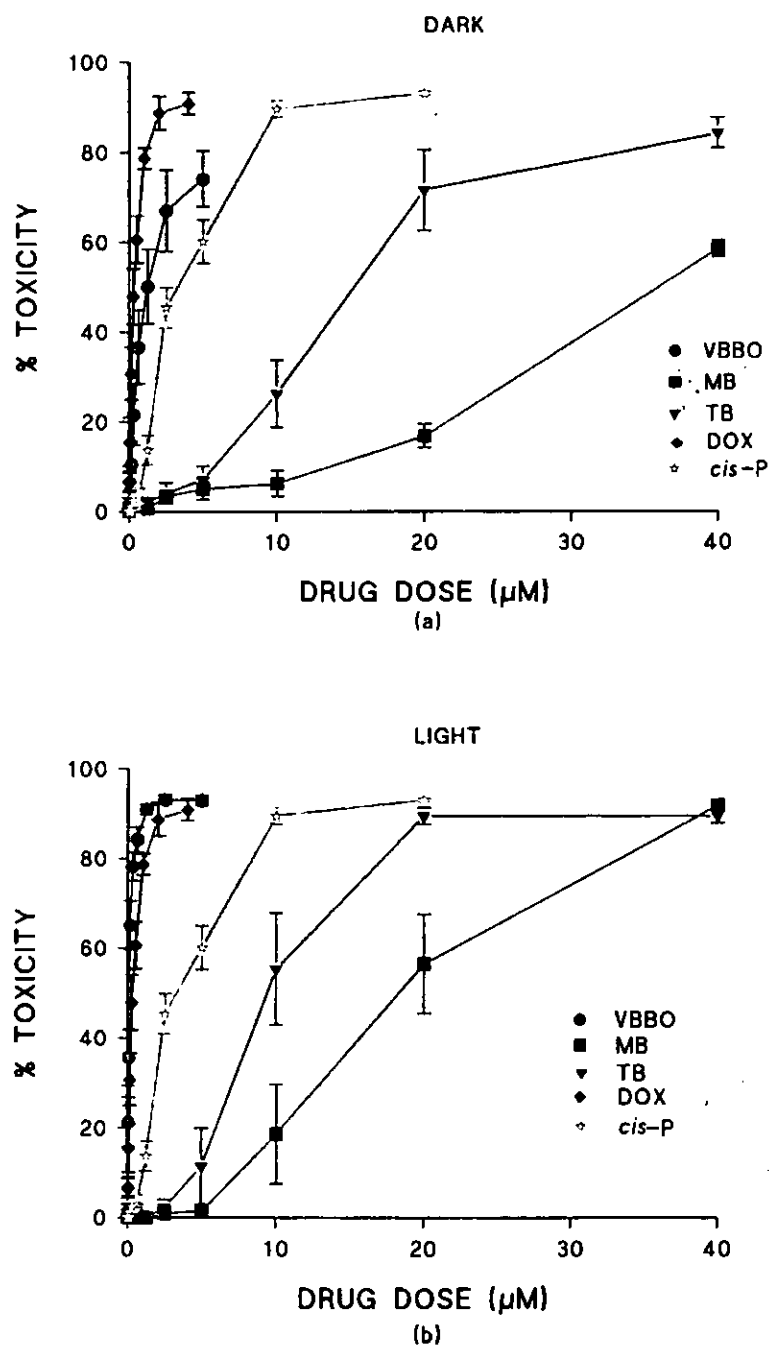 DARK
100
80
60
40
20
0
% TOXICITY
VBBO
MB
TB
DOX
cis-P
0 10 20 30 40
DRUG DOSE (µM)
(a)
LIGHT
100
80
60
40
20
0
% TOXICITY
VBBO
MB
TB
DOX
cis-P
0 10 20 30 40
DRUG DOSE (µM)
(b)